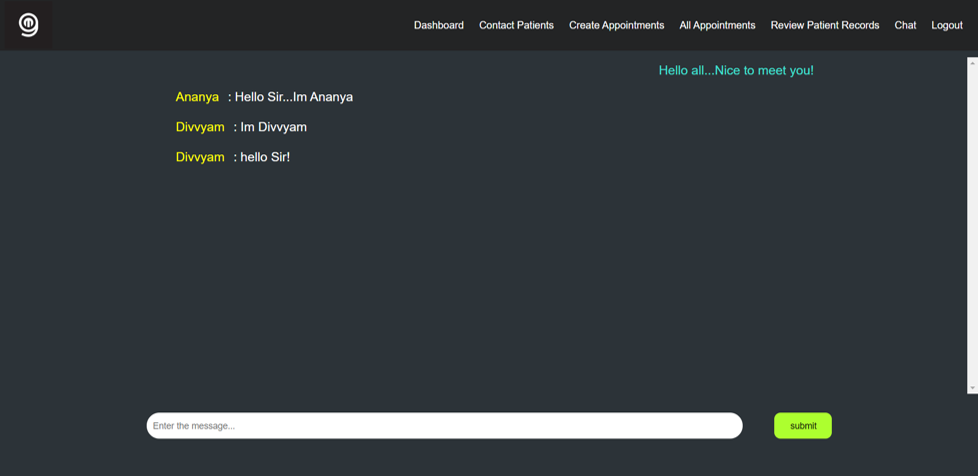 Dashboard Contact Patients Create Appointments All Appointments Review Patient Records Chat Logout
Hello all...Nice to meet you!
Ananya : Hello Sir...Im Ananya
Divvyam : Im Divvyam
Divvyam : hello Sir!
Enter the message... submit